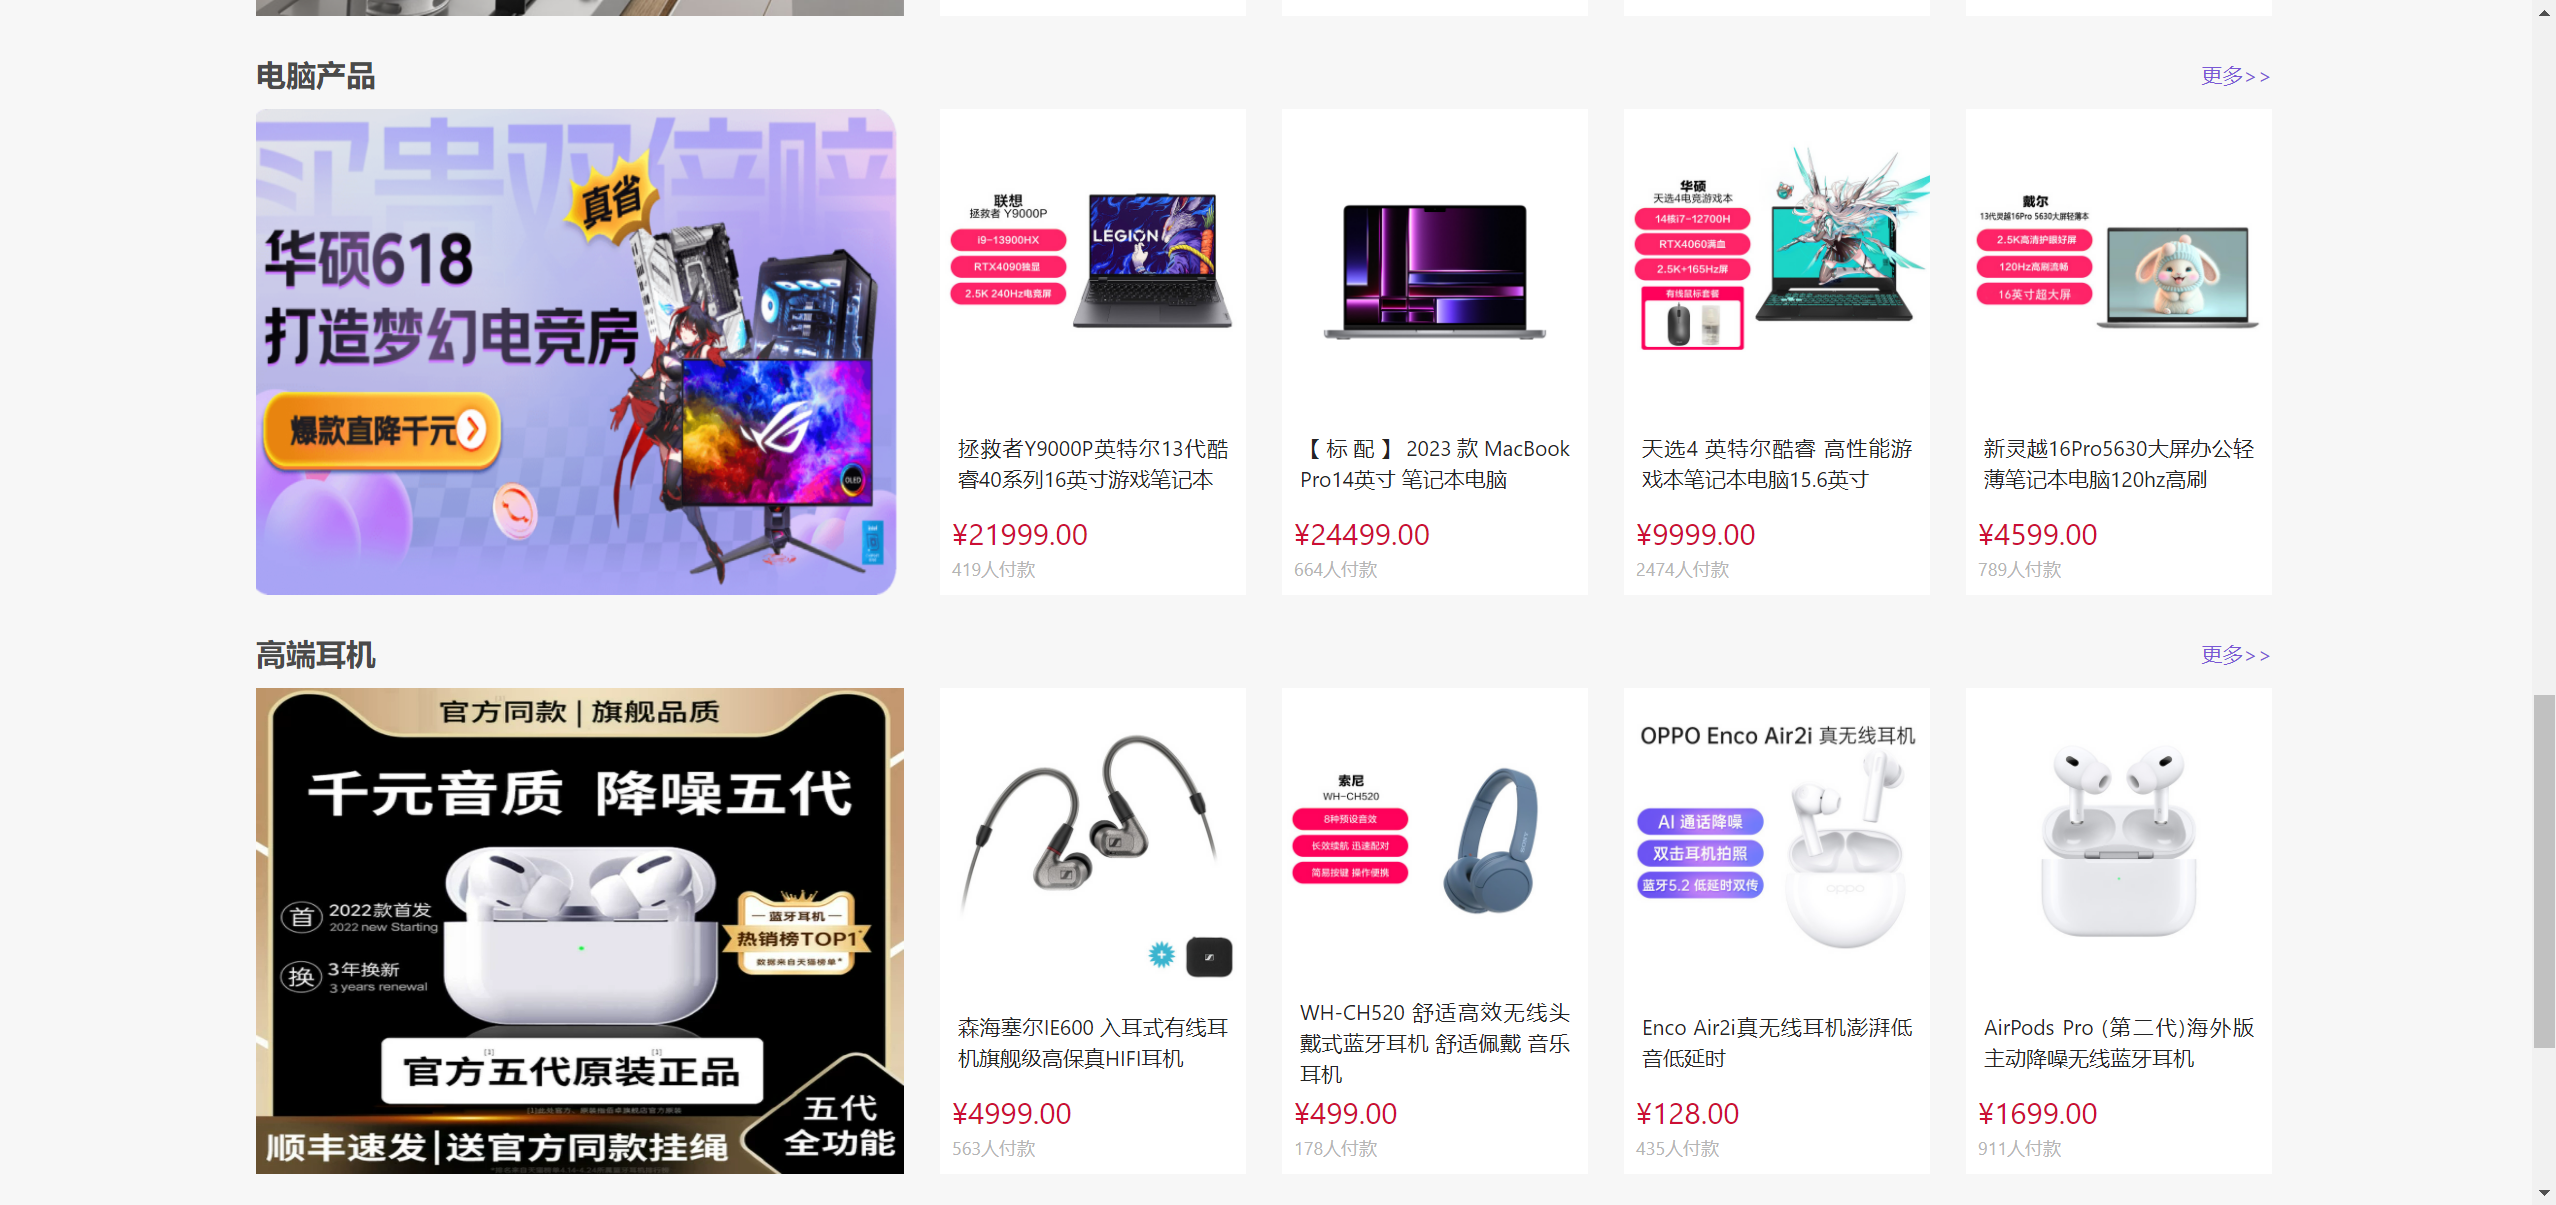 电脑产品
更多>>
买贵双倍赔
真省
华硕618
打造梦幻电竞房
爆款直降千元
OLED
联想
拯救者 Y9000P
i9-13900HX
RTX4090独显
2.5K 240Hz电竞屏
LEGION
拯救者Y9000P英特尔13代酷
睿40系列16英寸游戏笔记本
¥21999.00
419人付款
【标配】2023款MacBook
Pro14英寸 笔记本电脑
¥24499.00
664人付款
华硕
天选4电竞游戏本
14核i7-12700H
RTX4060满血
2.5K+165Hz屏
有线鼠标套餐
天选4 英特尔酷睿 高性能游
戏本笔记本电脑15.6英寸
¥9999.00
2474人付款
戴尔
13代灵越16Pro 5630大屏轻薄本
2.5K高清护眼好屏
120Hz高刷流畅
16英寸超大屏
新灵越16Pro5630大屏办公轻
薄笔记本电脑120hz高刷
¥4599.00
789人付款
高端耳机
更多>>
官方同款 | 旗舰品质
千元音质 降噪五代
首 2022款首发
2022 new Starting
换 3年换新
3 years renewal
蓝牙耳机
热销榜TOP1
数据来自天猫榜单*
官方五代原装正品
五代
全功能
顺丰速发|送官方同款挂绳
森海塞尔IE600 入耳式有线耳
机旗舰级高保真HIFI耳机
¥4999.00
563人付款
索尼
WH-CH520
8种预设音效
长效续航 迅速配对
简易按键 操作便携
SONY
WH-CH520 舒适高效无线头
戴式蓝牙耳机 舒适佩戴 音乐
耳机
¥499.00
178人付款
OPPO Enco Air2i 真无线耳机
AI 通话降噪
双击耳机拍照
蓝牙5.2 低延时双传
oppo
Enco Air2i真无线耳机澎湃低
音低延时
¥128.00
435人付款
AirPods Pro (第二代)海外版
主动降噪无线蓝牙耳机
¥1699.00
911人付款